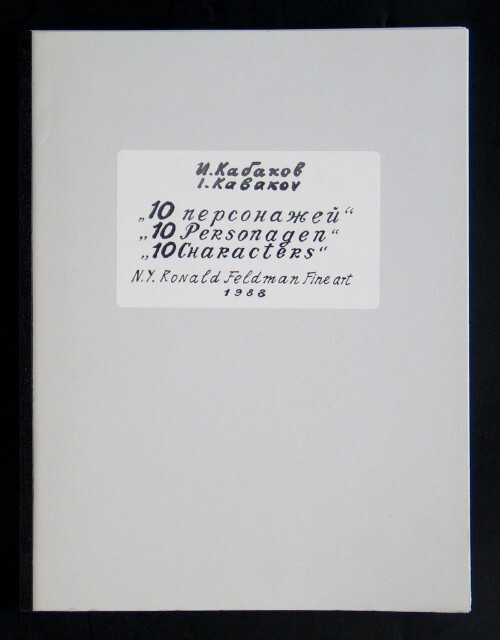 И.Кабаков
I.Kabakov
„10 персонажей“
„10 Personagen“
„10 Characters“
N.Y. Ronald Feldman Fine art
1988